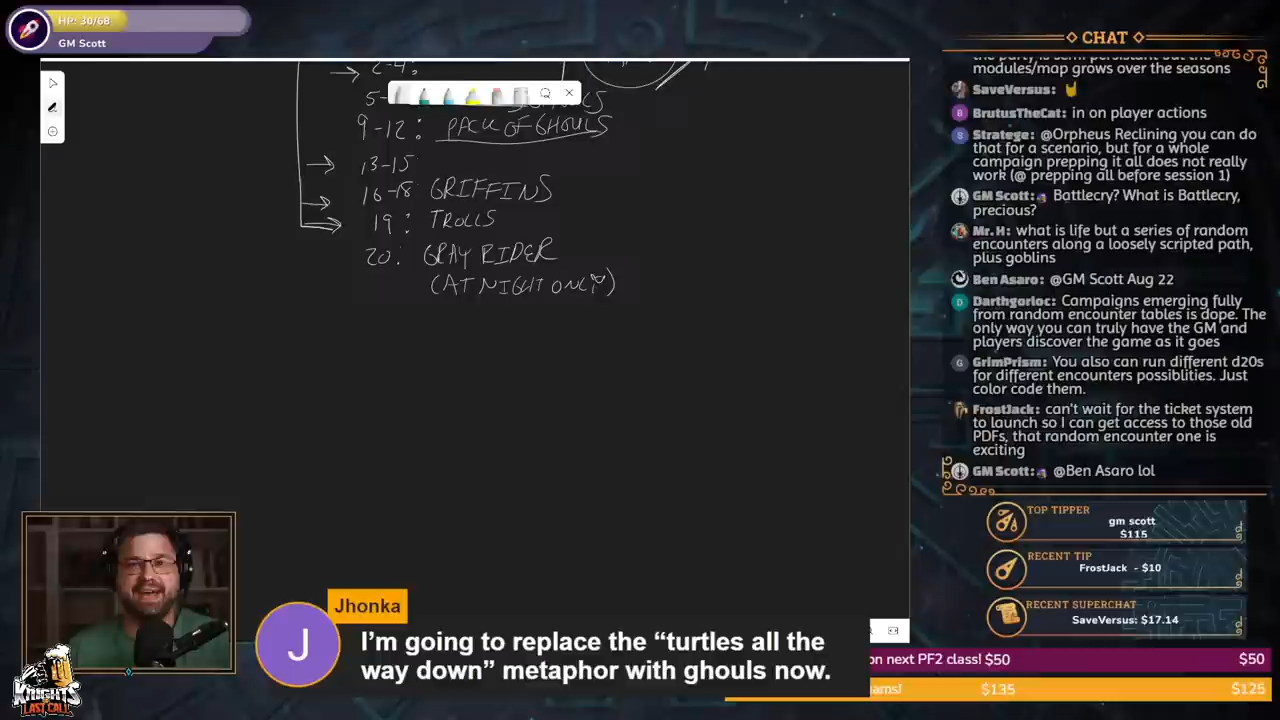 HP: 30/68
GM Scott
2-4:
5-
9-12: PACK OF GHOULS
13-15
16-18 GRIFFINS
19: TROLLS
20: GRAY RIDER
(AT NIGHT ONLY)
CHAT
the party is semi persistent but the
modules/map grows over the seasons
SaveVersus:
BrutusTheCat: in on player actions
Stratege: @Orpheus Reclining you can do
that for a scenario, but for a whole
campaign prepping it all does not really
work (@ prepping all before session 1)
GM Scott: Battlecry? What is Battlecry,
precious?
Mr. H: what is life but a series of random
encounters along a loosely scripted path,
plus goblins
Ben Asaro: @GM Scott Aug 22
Darthgorioc: Campaigns emerging fully
from random encounter tables is dope. The
only way you can truly have the GM and
players discover the game as it goes
GrimPrism: You also can run different d20s
for different encounters possiblities. Just
color code them.
FrostJack: can't wait for the ticket system
to launch so I can get access to those old
PDFs, that random encounter one is
exciting
GM Scott: @Ben Asaro lol
TOP TIPPER
gm scott
$115
RECENT TIP
FrostJack - $10
RECENT SUPERCHAT
SaveVersus: $17.14
Jhonka
J
I'm going to replace the “turtles all the
way down” metaphor with ghouls now.
on next PF2 class! $50 $50
ams! $135 $125
KNIGHTS
LAST CALL